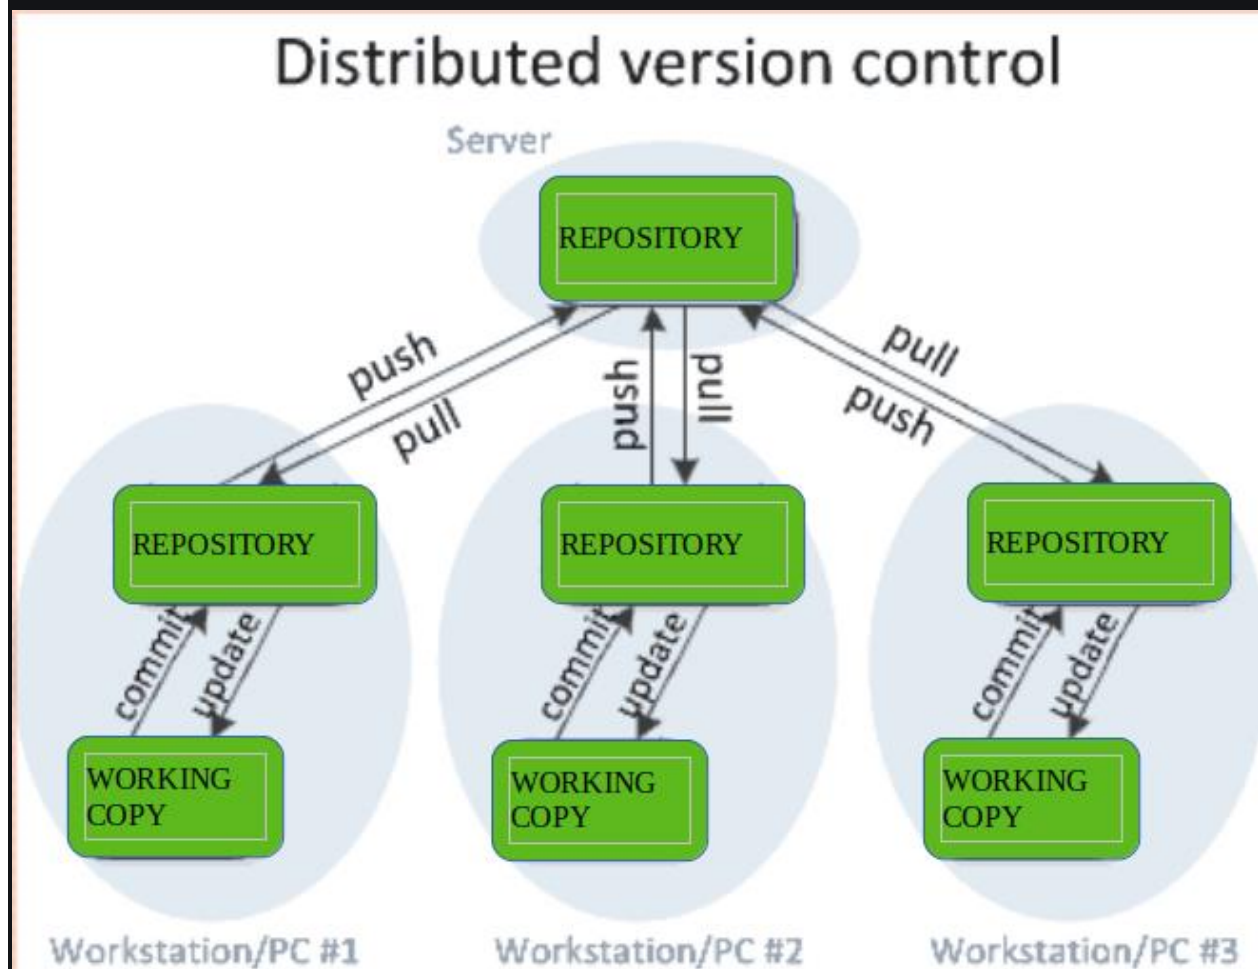 Distributed version control
Server
REPOSITORY
push
pull
push
pull
pull
push
REPOSITORY
REPOSITORY
REPOSITORY
commit
update
commit
update
commit
update
WORKING
COPY
WORKING
COPY
WORKING
COPY
Workstation/PC #1
Workstation/PC #2
Workstation/PC #3